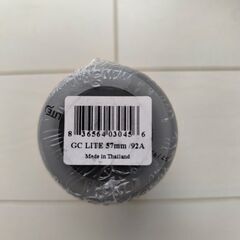 8 36564 03045 6
GC LITE 57mm /92A
Made in Thailand